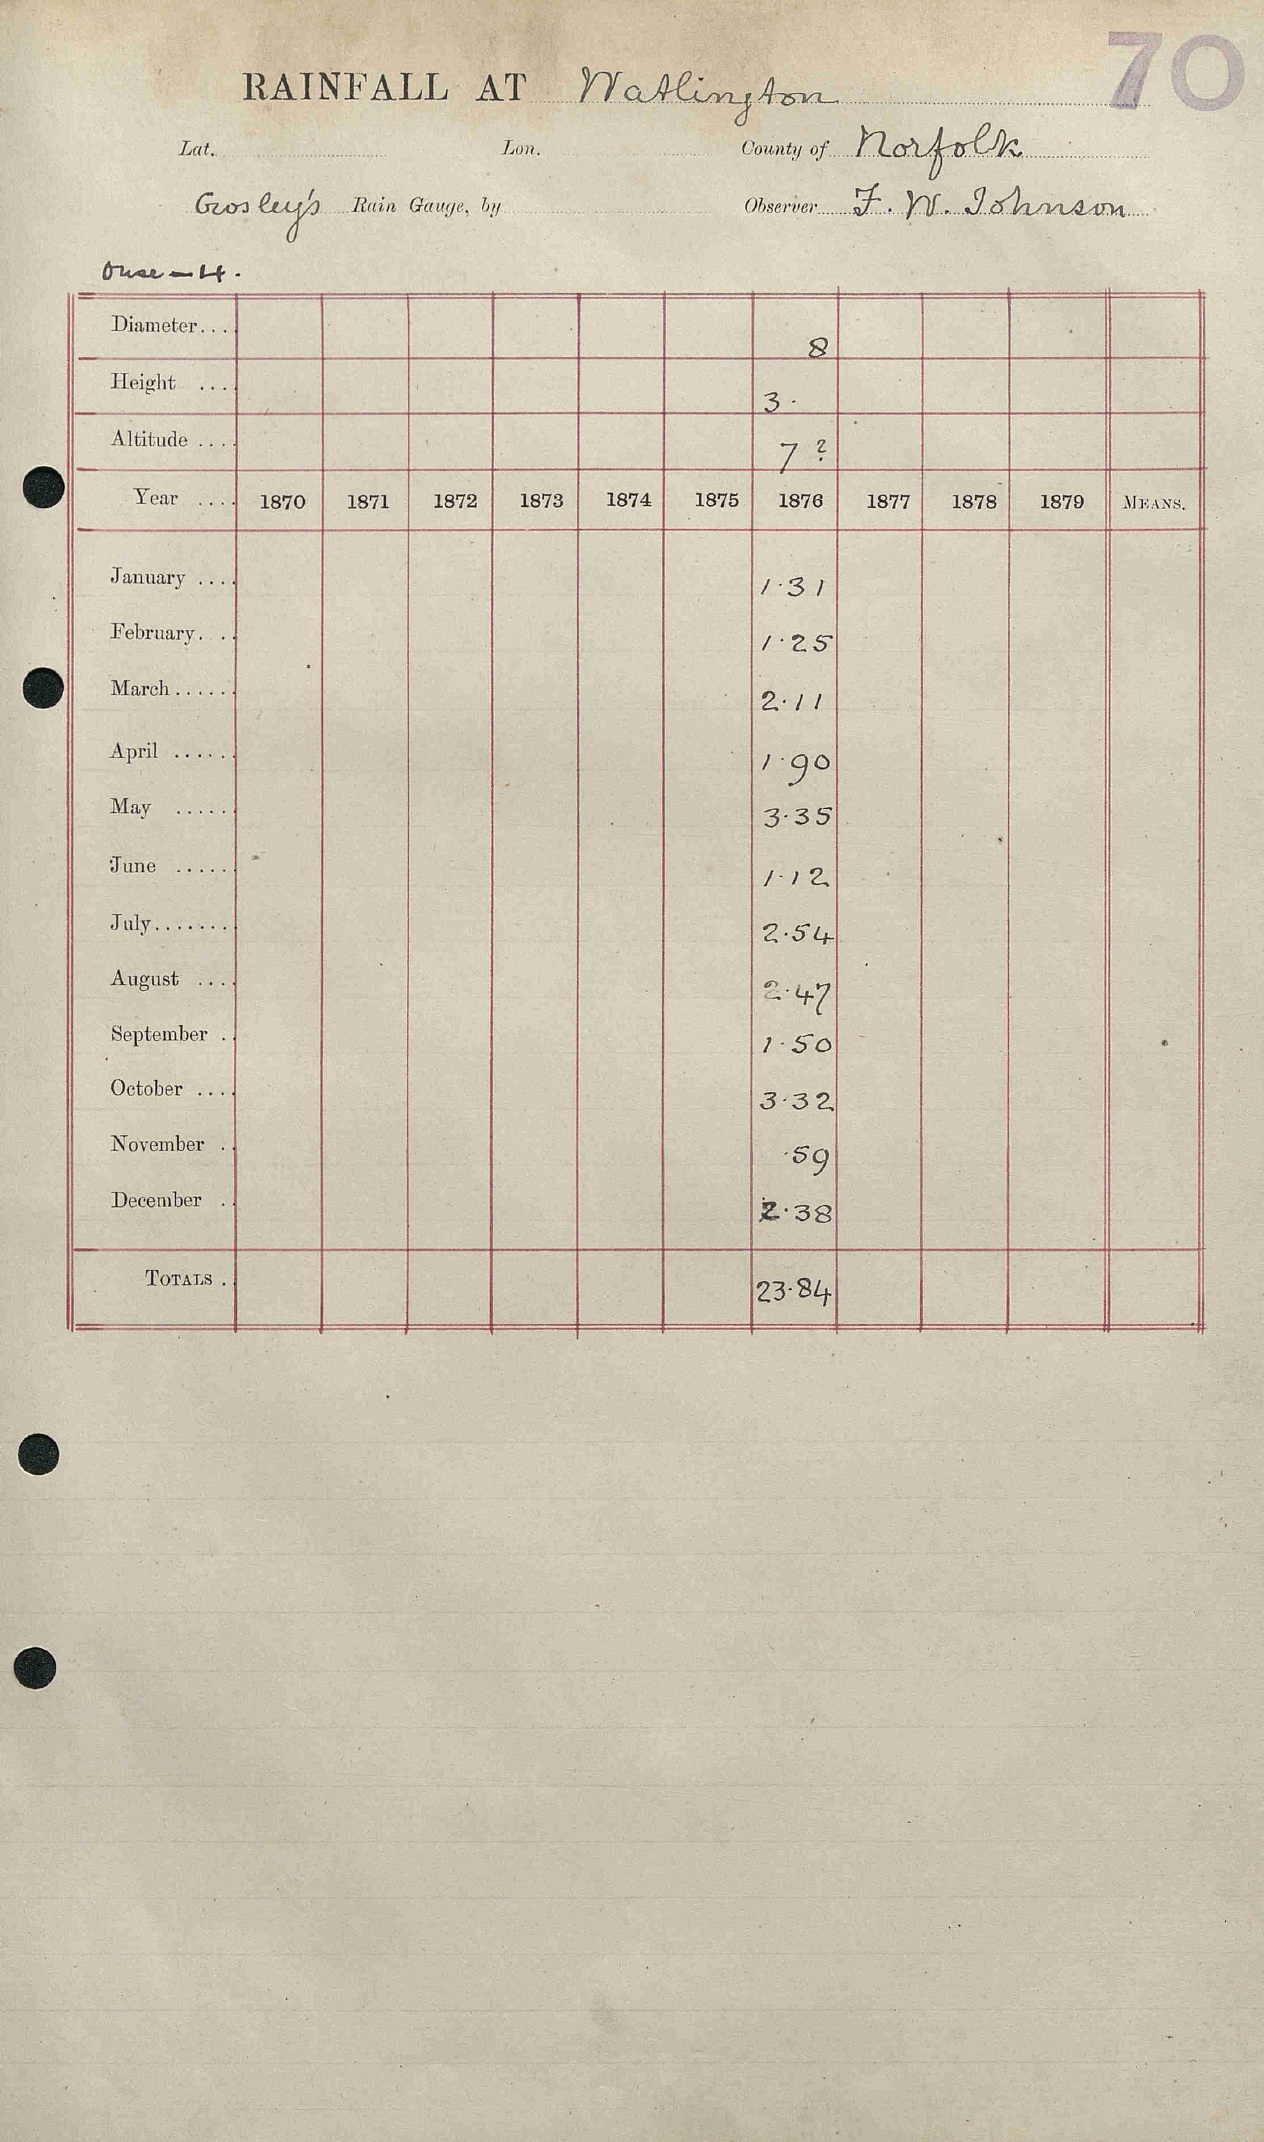 70
RAINFALL AT Watlington
Lat. Lon. County of Norfolk
Crosley's Rain Gauge, by Observer F. W. Johnson
Ouse — 4.
Diameter... 8
Height .... 3.
Altitude .... 7 ?
Year .... 1870 1871 1872 1873 1874 1875 1876 1877 1878 1879 MEANS.
January .... 1.31
February... 1.25
March...... 2.11
April ...... 1.90
May ...... 3.35
June ...... 1.12
July....... 2.54
August .... 2.47
September . 1.50
October .... 3.32
November . .59
December . 2.38
TOTALS . 23.84